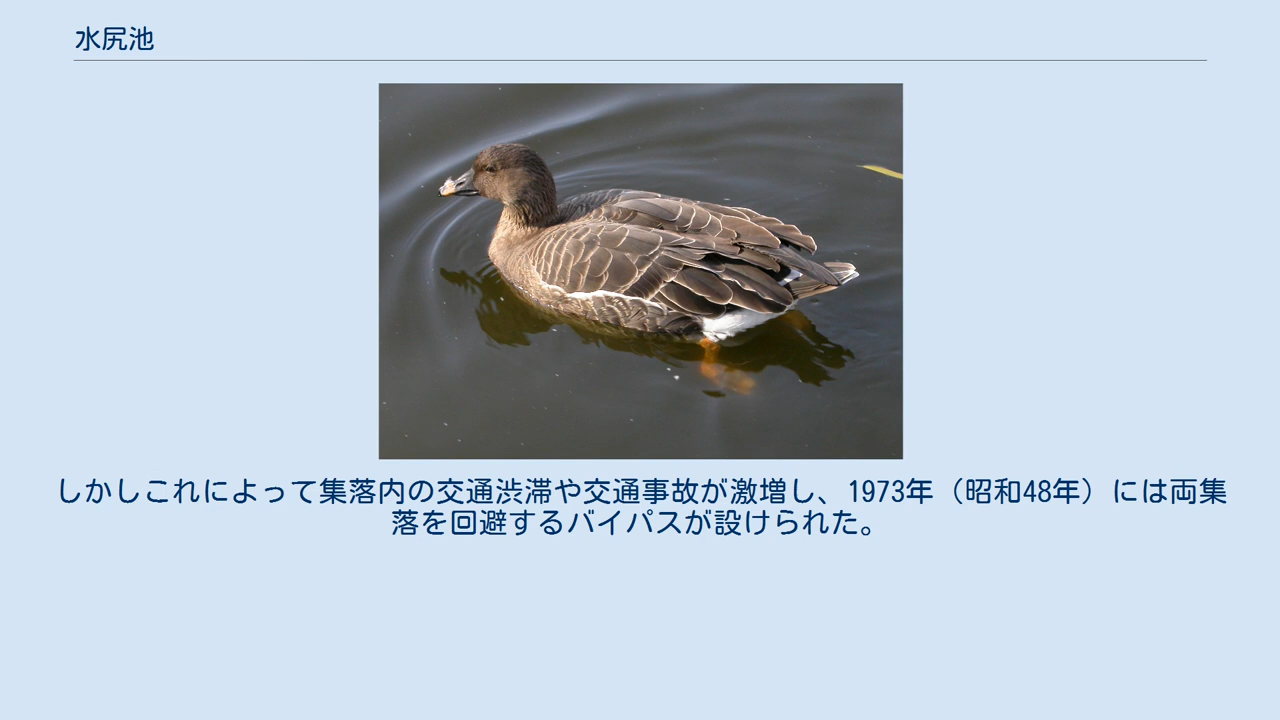 水尻池
しかしこれによって集落内の交通渋滞や交通事故が激増し、1973年（昭和48年）には両集
落を回避するバイパスが設けられた。